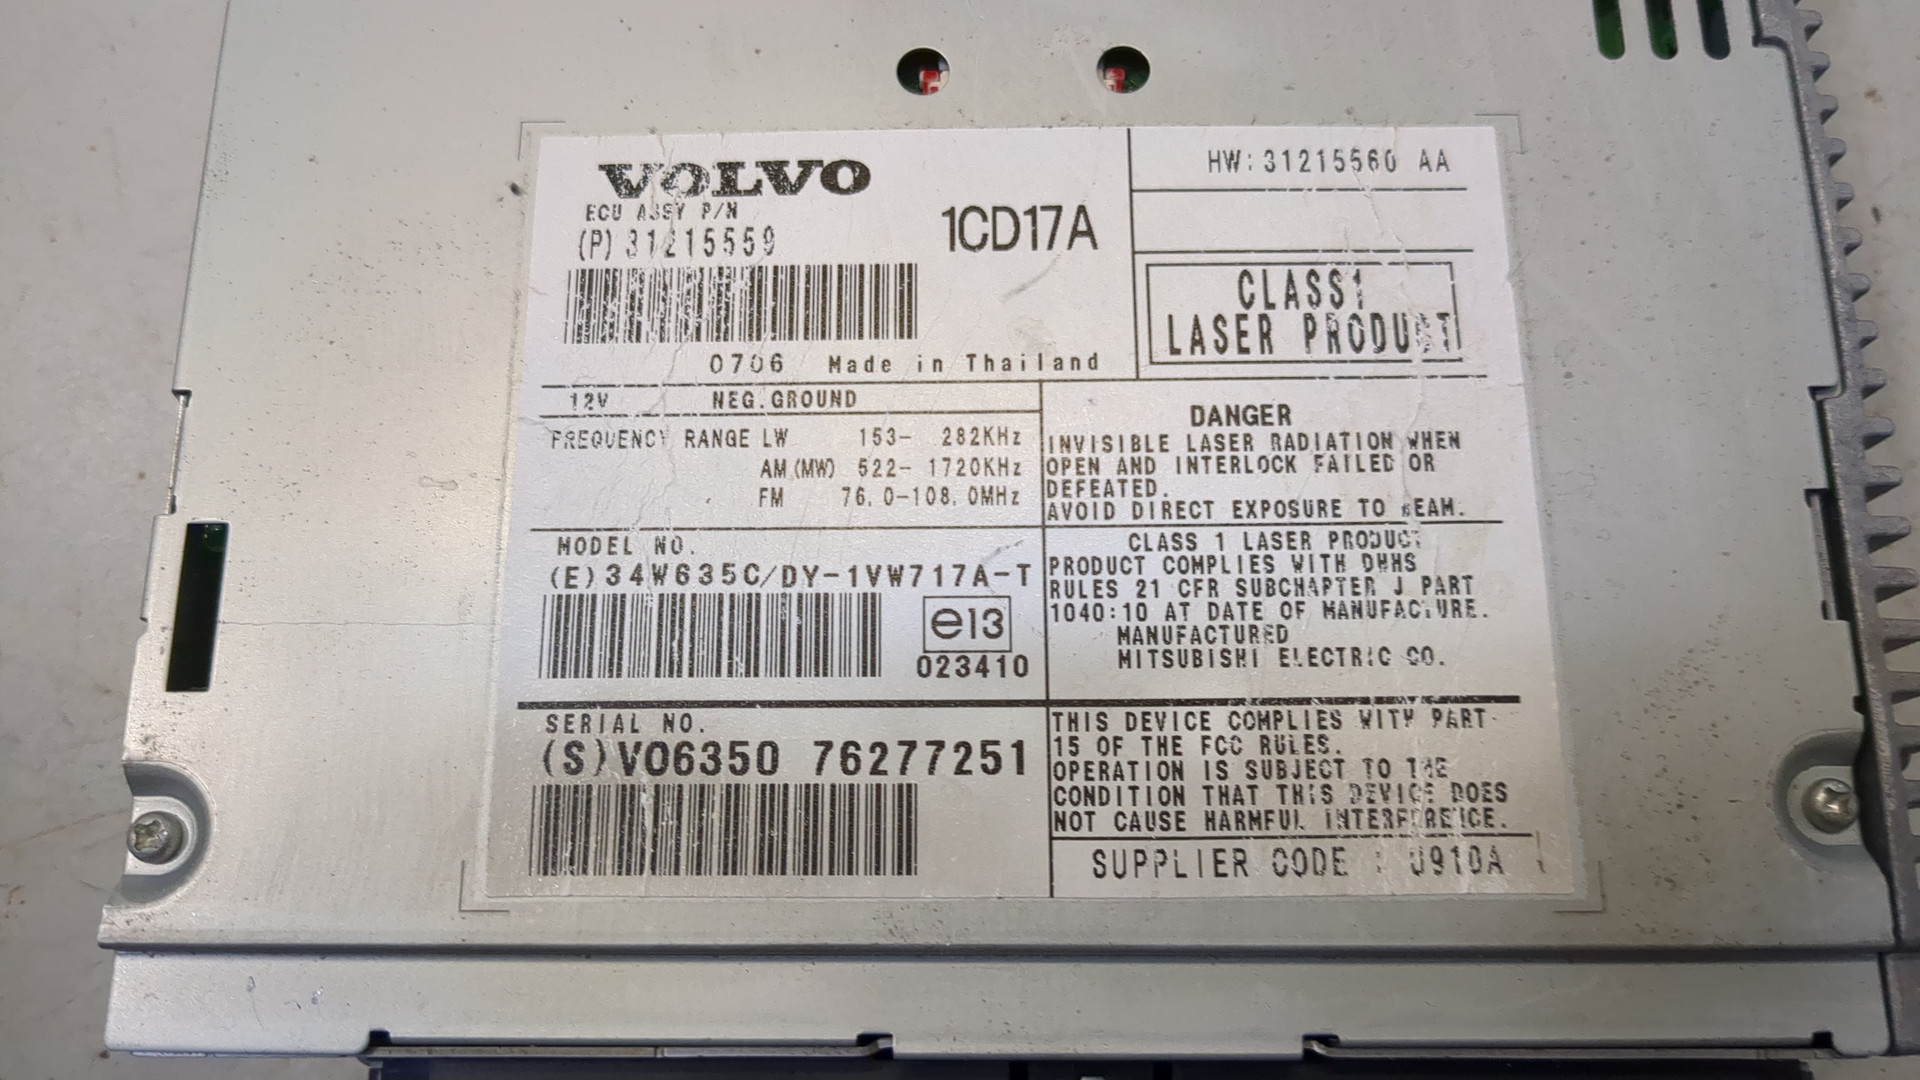 VOLVO
ECU ASSY P/N
(P) 31215559
1CD17A
0706 Made in Thailand
HW:31215560 AA
CLASS1
LASER PRODUCT
12V NEG.GROUND
FREQUENCY RANGE LW 153- 282KHz
AM(MW) 522- 1720KHz
FM 76.0-108.0MHz
DANGER
INVISIBLE LASER RADIATION WHEN
OPEN AND INTERLOCK FAILED OR
DEFEATED.
AVOID DIRECT EXPOSURE TO BEAM.
MODEL NO.
(E)34W635C/DY-1VW717A-T
e13
023410
CLASS 1 LASER PRODUCT
PRODUCT COMPLIES WITH DHHS
RULES 21 CFR SUBCHAPTER J PART
1040:10 AT DATE OF MANUFACTURE.
MANUFACTURED
MITSUBISHI ELECTRIC CO.
SERIAL NO.
(S)VO6350 76277251
THIS DEVICE COMPLIES WITH PART
15 OF THE FCC RULES.
OPERATION IS SUBJECT TO THE
CONDITION THAT THIS DEVICE DOES
NOT CAUSE HARMFUL INTERFERENCE.
SUPPLIER CODE : U910A